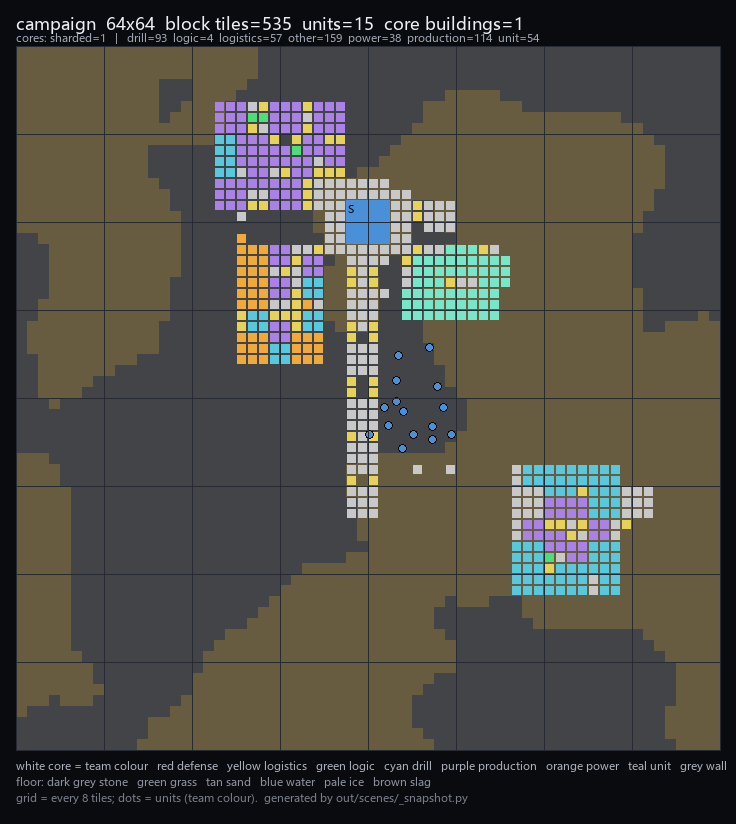 campaign  64x64  block tiles=535  units=15  core buildings=1
cores: sharded=1  |  drill=93  logic=4  logistics=57  other=159  power=38  production=114  unit=54
S
white core = team colour   red defense   yellow logistics   green logic   cyan drill   purple production   orange power   teal unit   grey wall
floor: dark grey stone   green grass   tan sand   blue water   pale ice   brown slag
grid = every 8 tiles; dots = units (team colour).  generated by out/scenes/_snapshot.py